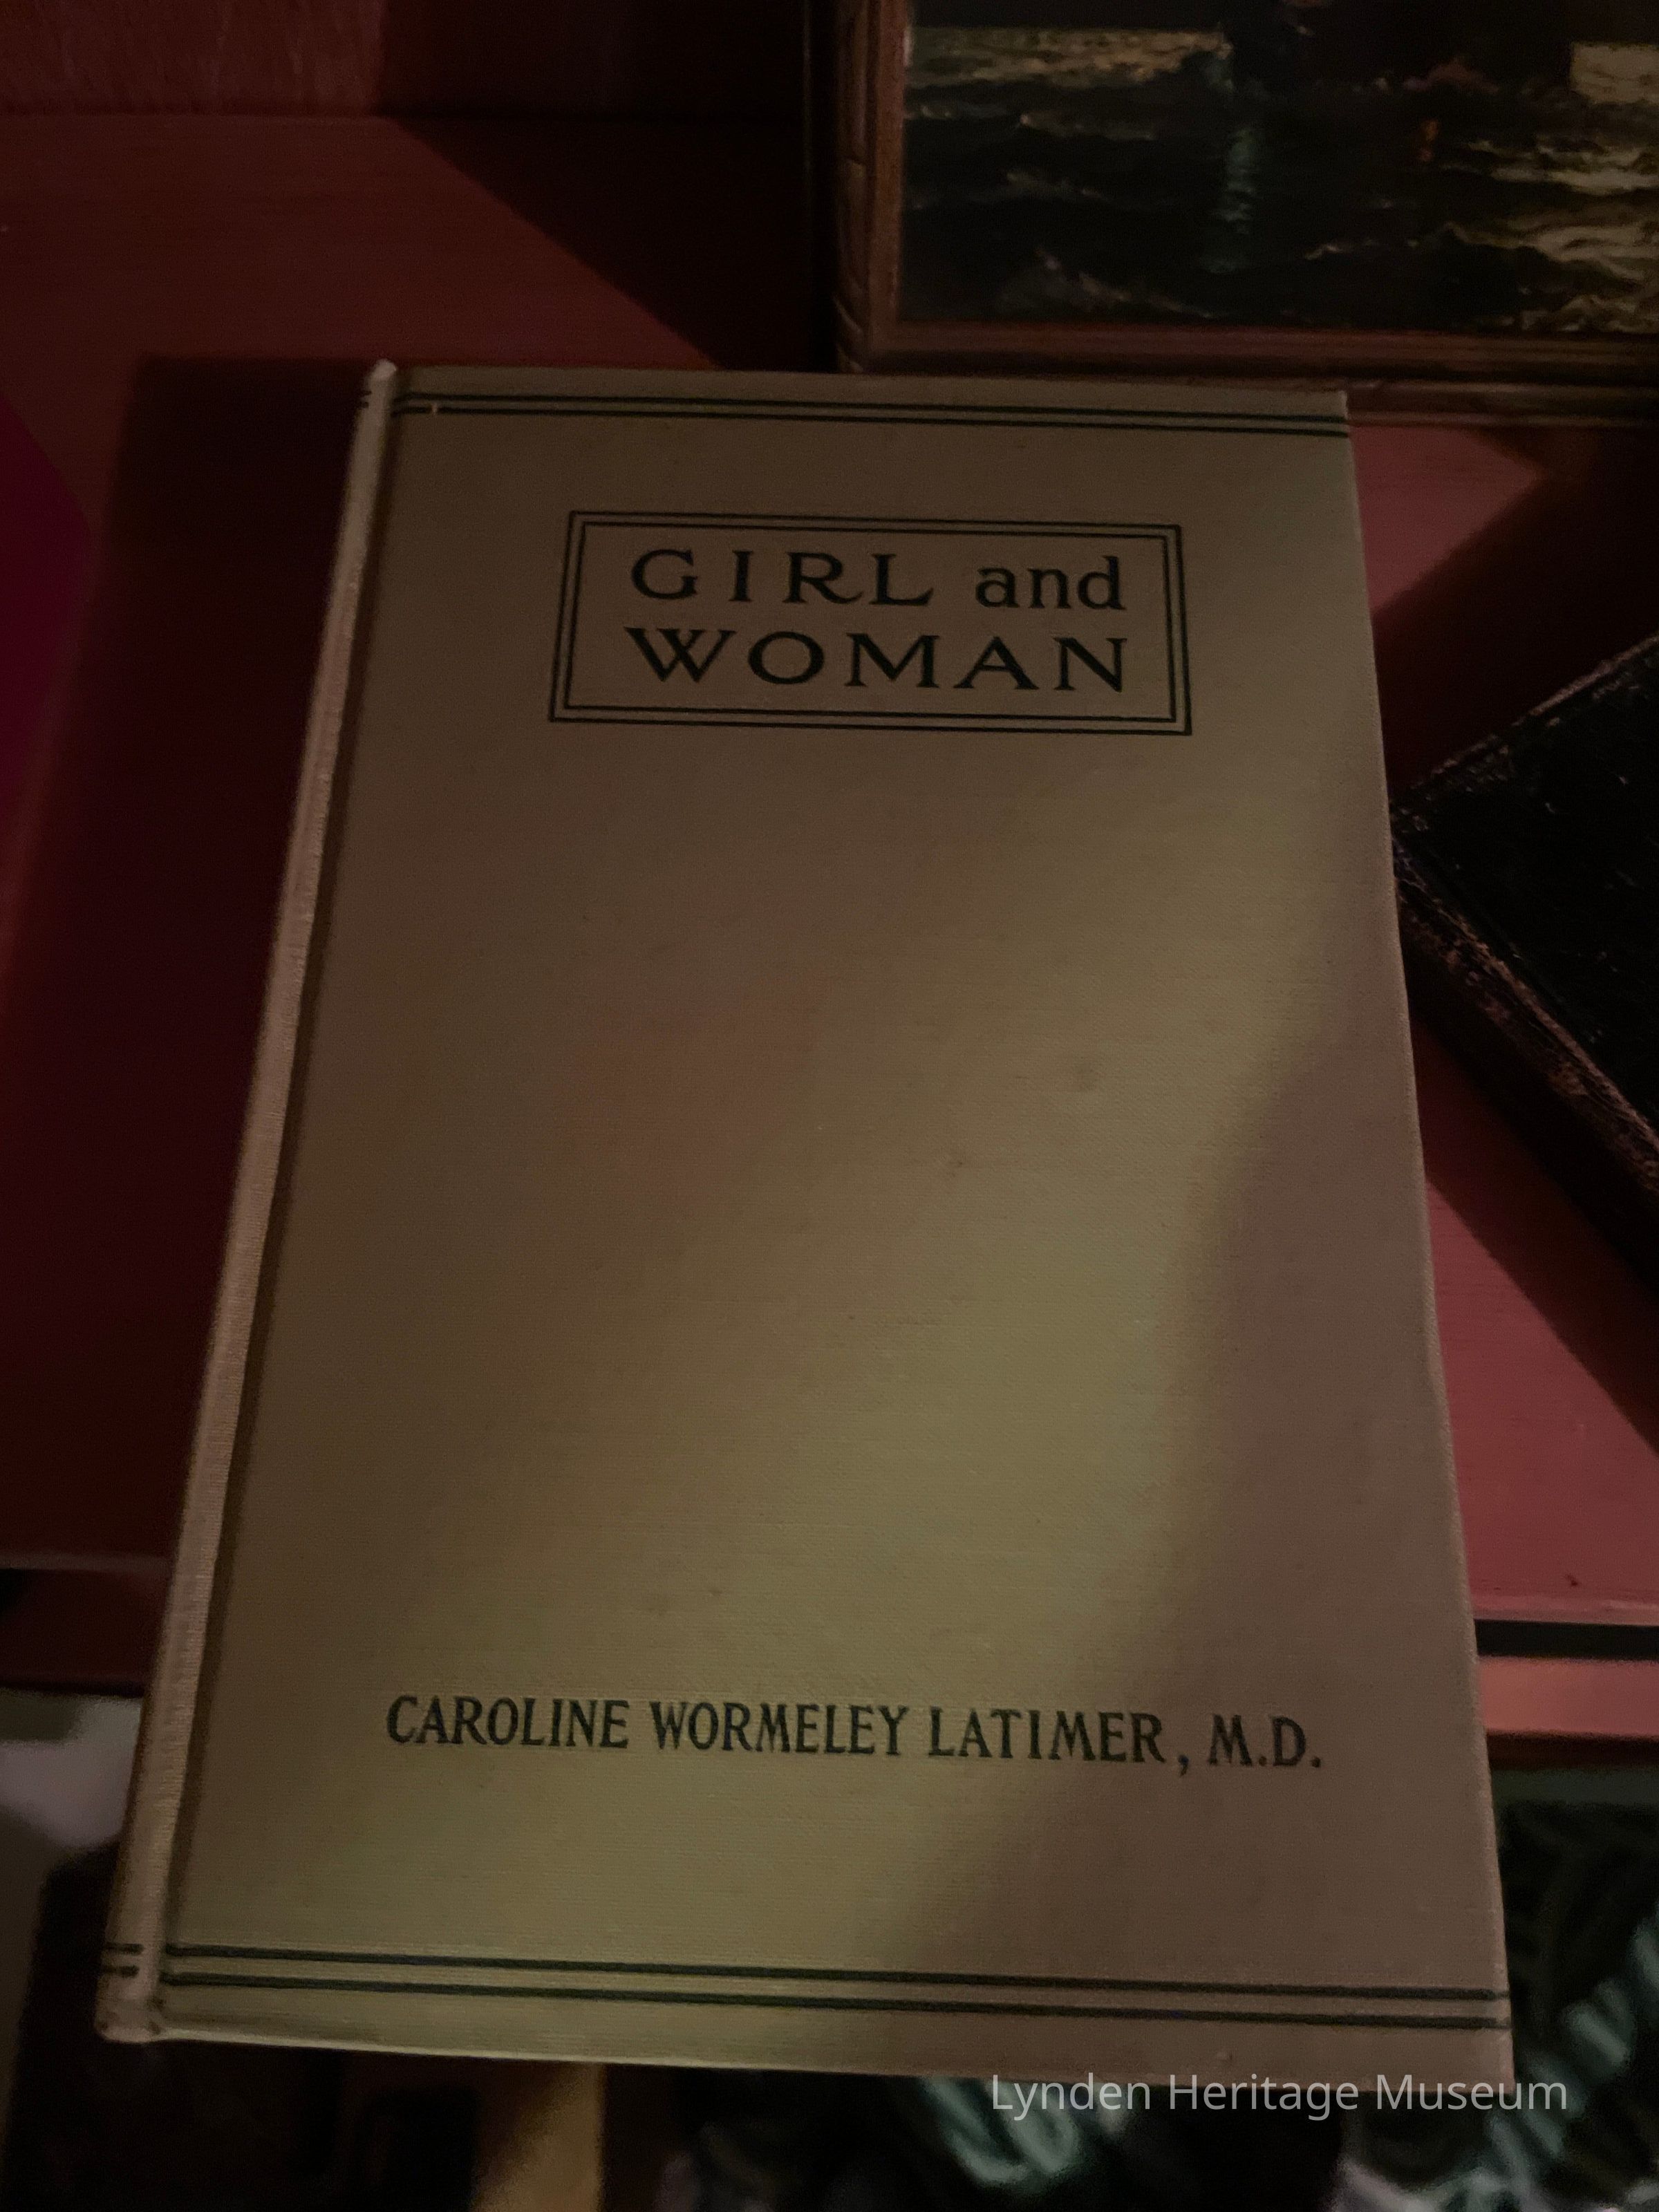 GIRL and
WOMAN
CAROLINE WORMELEY LATIMER, M.D.
Lynden Heritage Museum